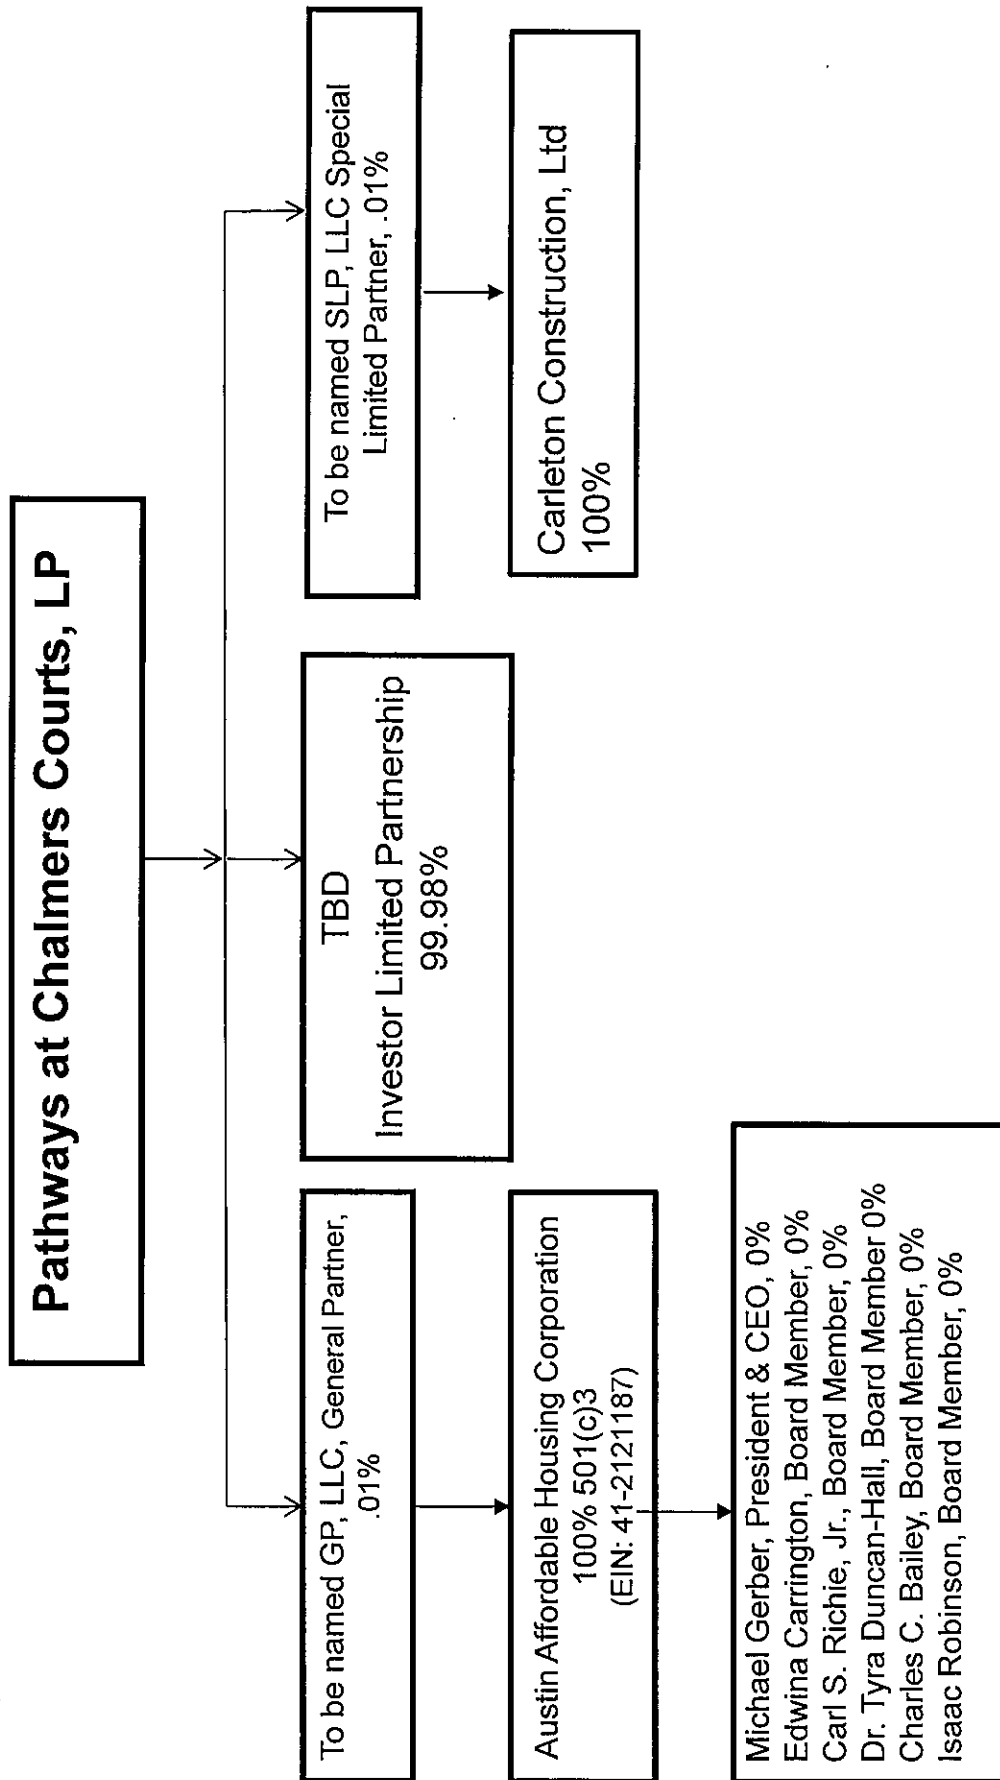 Pathways at Chalmers Courts, LP
To be named GP, LLC, General Partner,
.01%
TBD
Investor Limited Partnership
99.98%
To be named SLP, LLC Special
Limited Partner, .01%
Austin Affordable Housing Corporation
100% 501(c)3
(EIN: 41-2121187)
Carleton Construction, Ltd
100%
Michael Gerber, President & CEO, 0%
Edwina Carrington, Board Member, 0%
Carl S. Richie, Jr., Board Member, 0%
Dr. Tyra Duncan-Hall, Board Member 0%
Charles C. Bailey, Board Member, 0%
Isaac Robinson, Board Member, 0%